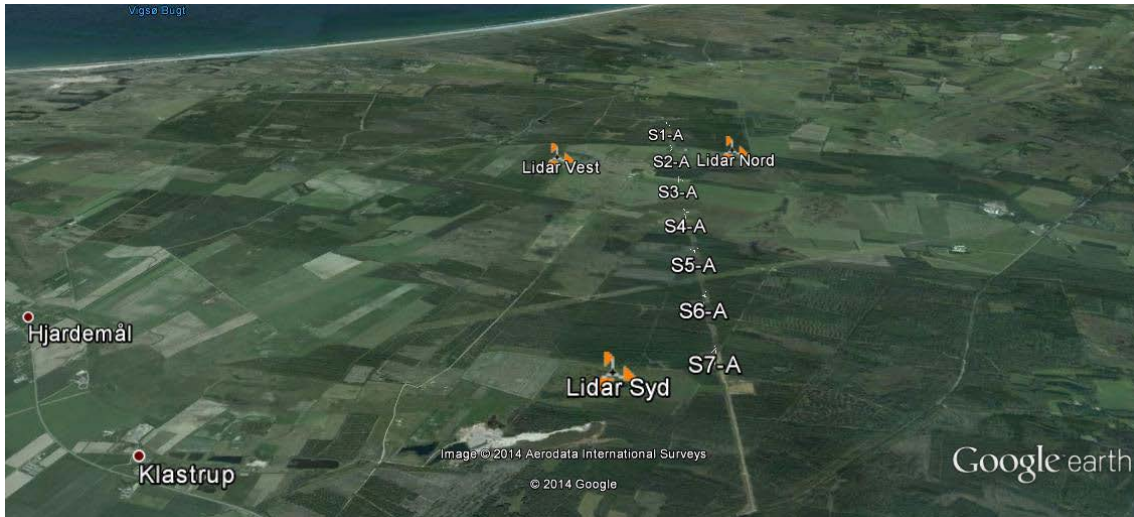 Vigsø Bugt
S1-A
Lidar Vest
S2-A
Lidar Nord
S3-A
S4-A
S5-A
S6-A
Hjardemål
S7-A
Lidar Syd
Klastrup
Image © 2014 Aerodata International Surveys
Google earth
© 2014 Google